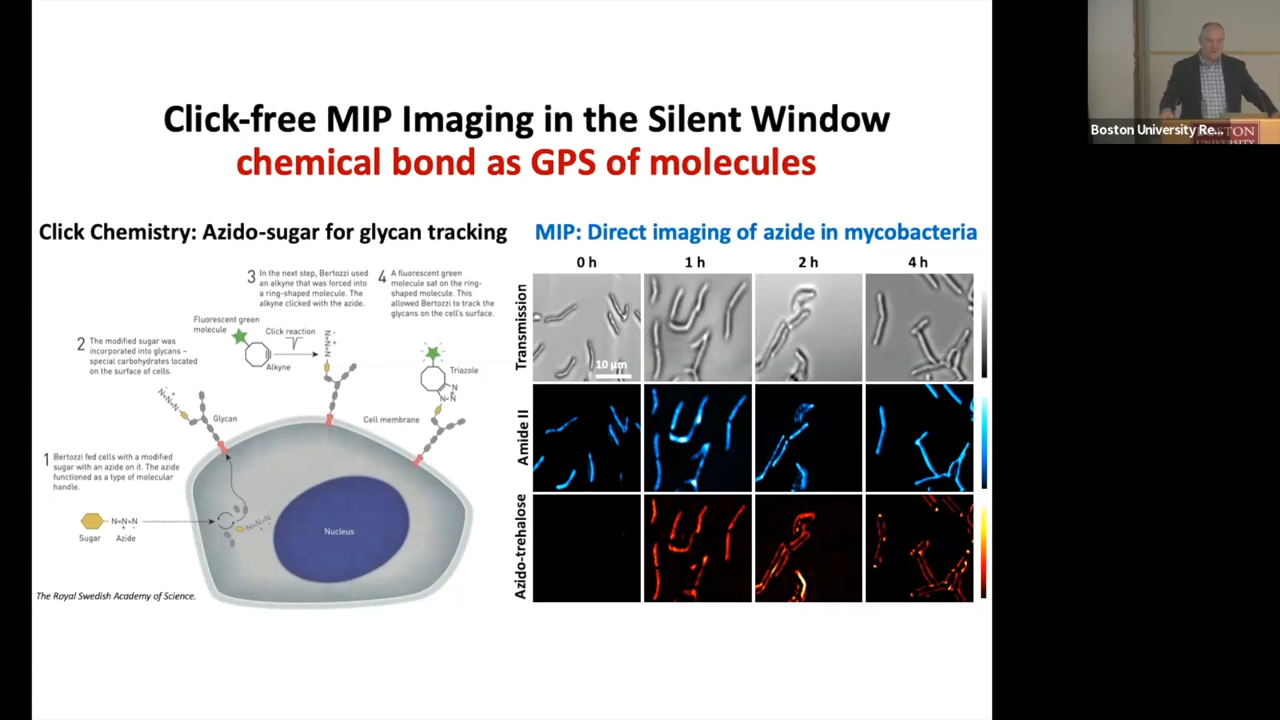 Click-free MIP Imaging in the Silent Window
chemical bond as GPS of molecules
Click Chemistry: Azido-sugar for glycan tracking
3 In the next step, Bertozzi used
an alkyne that was forced into
a ring-shaped molecule. The
alkyne clicked with the azide.
4 A fluorescent green
molecule sat on the ring-
shaped molecule. This
allowed Bertozzi to track the
glycans on the cell's surface.
Fluorescent green
molecule
Click reaction
N=N=N
- +
Alkyne
2 The modified sugar was
incorporated into glycans –
special carbohydrates located
on the surface of cells.
Triazole
N
N
N
N=N=N
Glycan
Cell membrane
1 Bertozzi fed cells with a modified
sugar with an azide on it. The azide
functioned as a type of molecular
handle.
N=N=N
+ -
Sugar
Azide
N=N=N
Nucleus
The Royal Swedish Academy of Science.
MIP: Direct imaging of azide in mycobacteria
0 h
1 h
2 h
4 h
Transmission
10 μm
Amide II
Azido-trehalose
Boston University Re...
TON
UNIVERSITY